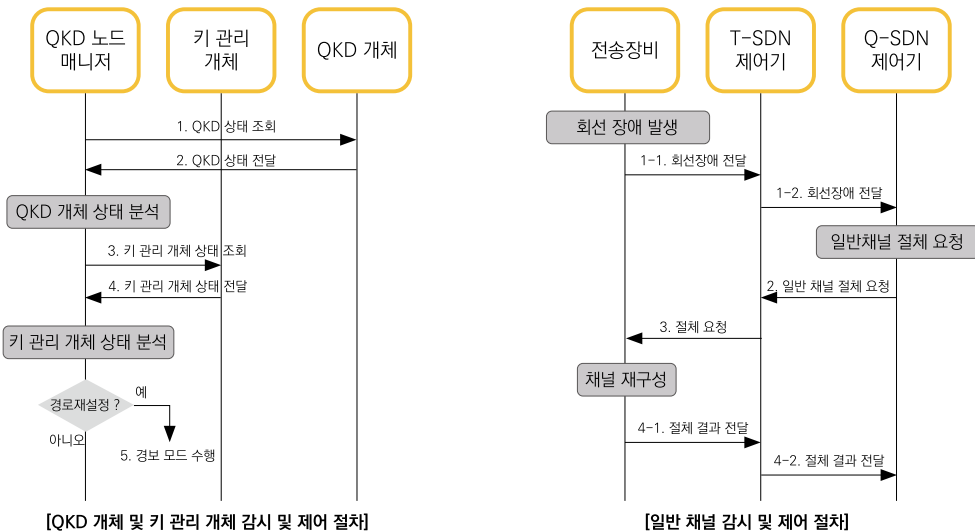 QKD 노드
매니저
키 관리
개체
QKD 개체
1. QKD 상태 조회
2. QKD 상태 전달
QKD 개체 상태 분석
3. 키 관리 개체 상태 조회
4. 키 관리 개체 상태 전달
키 관리 개체 상태 분석
경로재설정 ?
예
아니오
5. 경보 모드 수행
[QKD 개체 및 키 관리 개체 감시 및 제어 절차]
전송장비
T-SDN
제어기
Q-SDN
제어기
회선 장애 발생
1-1. 회선장애 전달
1-2. 회선장애 전달
일반채널 절체 요청
2. 일반 채널 절체 요청
3. 절체 요청
채널 재구성
4-1. 절체 결과 전달
4-2. 절체 결과 전달
[일반 채널 감시 및 제어 절차]